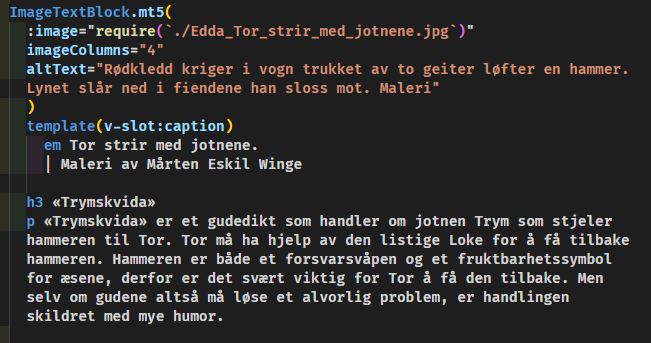 ImageTextBlock.mt5(
:image="require(`./Edda_Tor_strir_med_jotnene.jpg`)"
imageColumns="4"
altText="Rødkledd kriger i vogn trukket av to geiter løfter en hammer.
Lynet slår ned i fiendene han sloss mot. Maleri"
)
template(v-slot:caption)
em Tor strir med jotnene.
| Maleri av Mårten Eskil Winge
h3 «Trymskvida»
p «Trymskvida» er et gudedikt som handler om jotnen Trym som stjeler
hammeren til Tor. Tor må ha hjelp av den listige Loke for å få tilbake
hammeren. Hammeren er både et forsvarsvåpen og et fruktbarhetssymbol
for æsene, derfor er det svært viktig for Tor å få den tilbake. Men
selv om gudene altså må løse et alvorlig problem, er handlingen
skildret med mye humor.